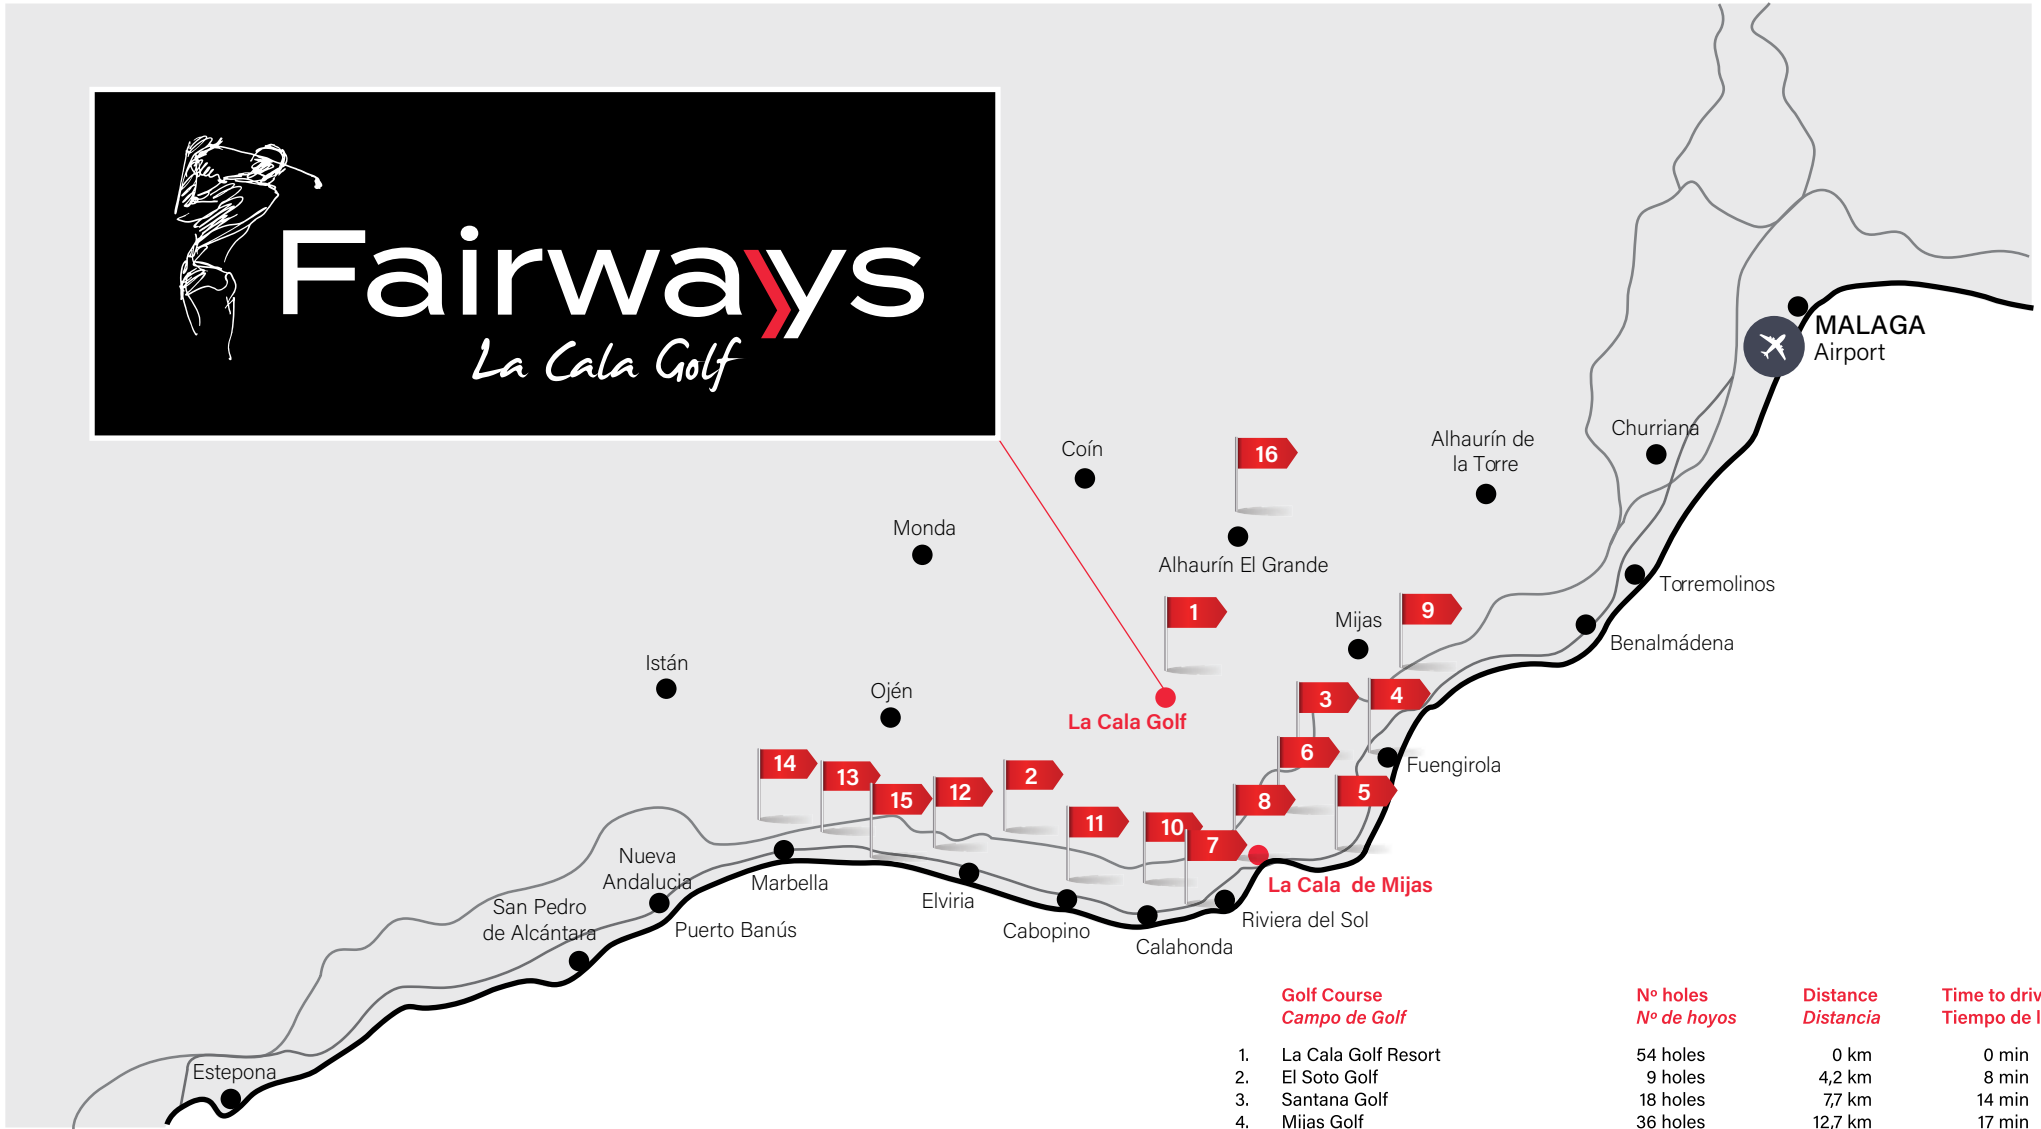 Fairways
La Cala Golf
MALAGA
Airport
Churriana
Alhaurín de
la Torre
Coín
16
Monda
Alhaurín El Grande
Torremolinos
1
9
Mijas
Benalmádena
Istán
Ojén
La Cala Golf
3
4
6
Fuengirola
14
13
15
12
2
8
5
11
10
7
Nueva
Andalucia
Marbella
La Cala de Mijas
Elviria
San Pedro
de Alcántara
Puerto Banús
Cabopino
Riviera del Sol
Calahonda
Estepona
Golf Course Nº holes Distance Time to driv
Campo de Golf Nº de hoyos Distancia Tiempo de l
1. La Cala Golf Resort 54 holes 0 km 0 min
2. El Soto Golf 9 holes 4,2 km 8 min
3. Santana Golf 18 holes 7,7 km 14 min
4. Mijas Golf 36 holes 12,7 km 17 min